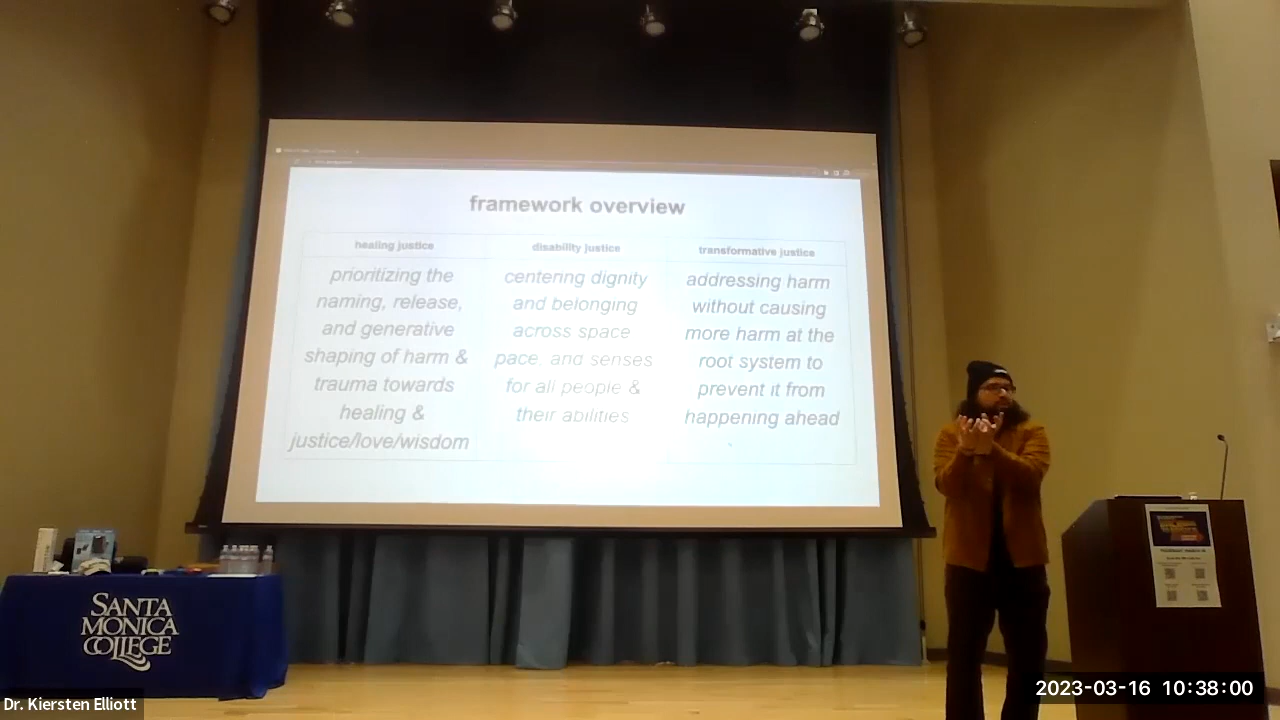 framework overview
healing justice
prioritizing the
naming, release,
and generative
shaping of harm &
trauma towards
healing &
justice/love/wisdom
disability justice
centering dignity
and belonging
across space
pace, and senses
for all people &
their abilities
transformative justice
addressing harm
without causing
more harm at the
root system to
prevent it from
happening ahead
SANTA
MONICA
COLLEGE
Dr. Kiersten Elliott
2023-03-16 10:38:00